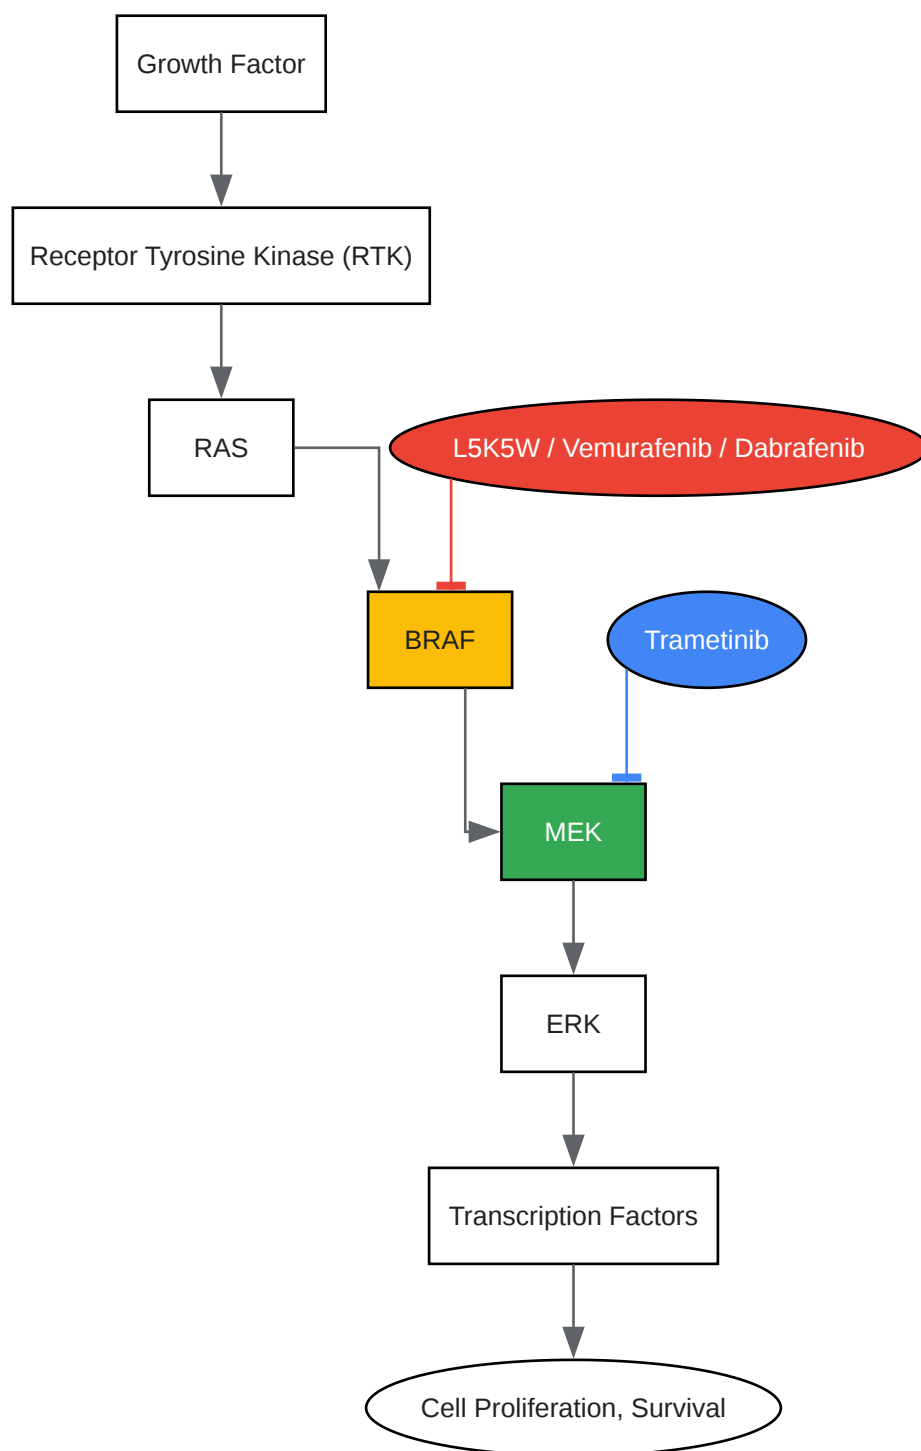 Growth Factor
Receptor Tyrosine Kinase (RTK)
RAS
L5K5W / Vemurafenib / Dabrafenib
BRAF
Trametinib
MEK
ERK
Transcription Factors
Cell Proliferation, Survival